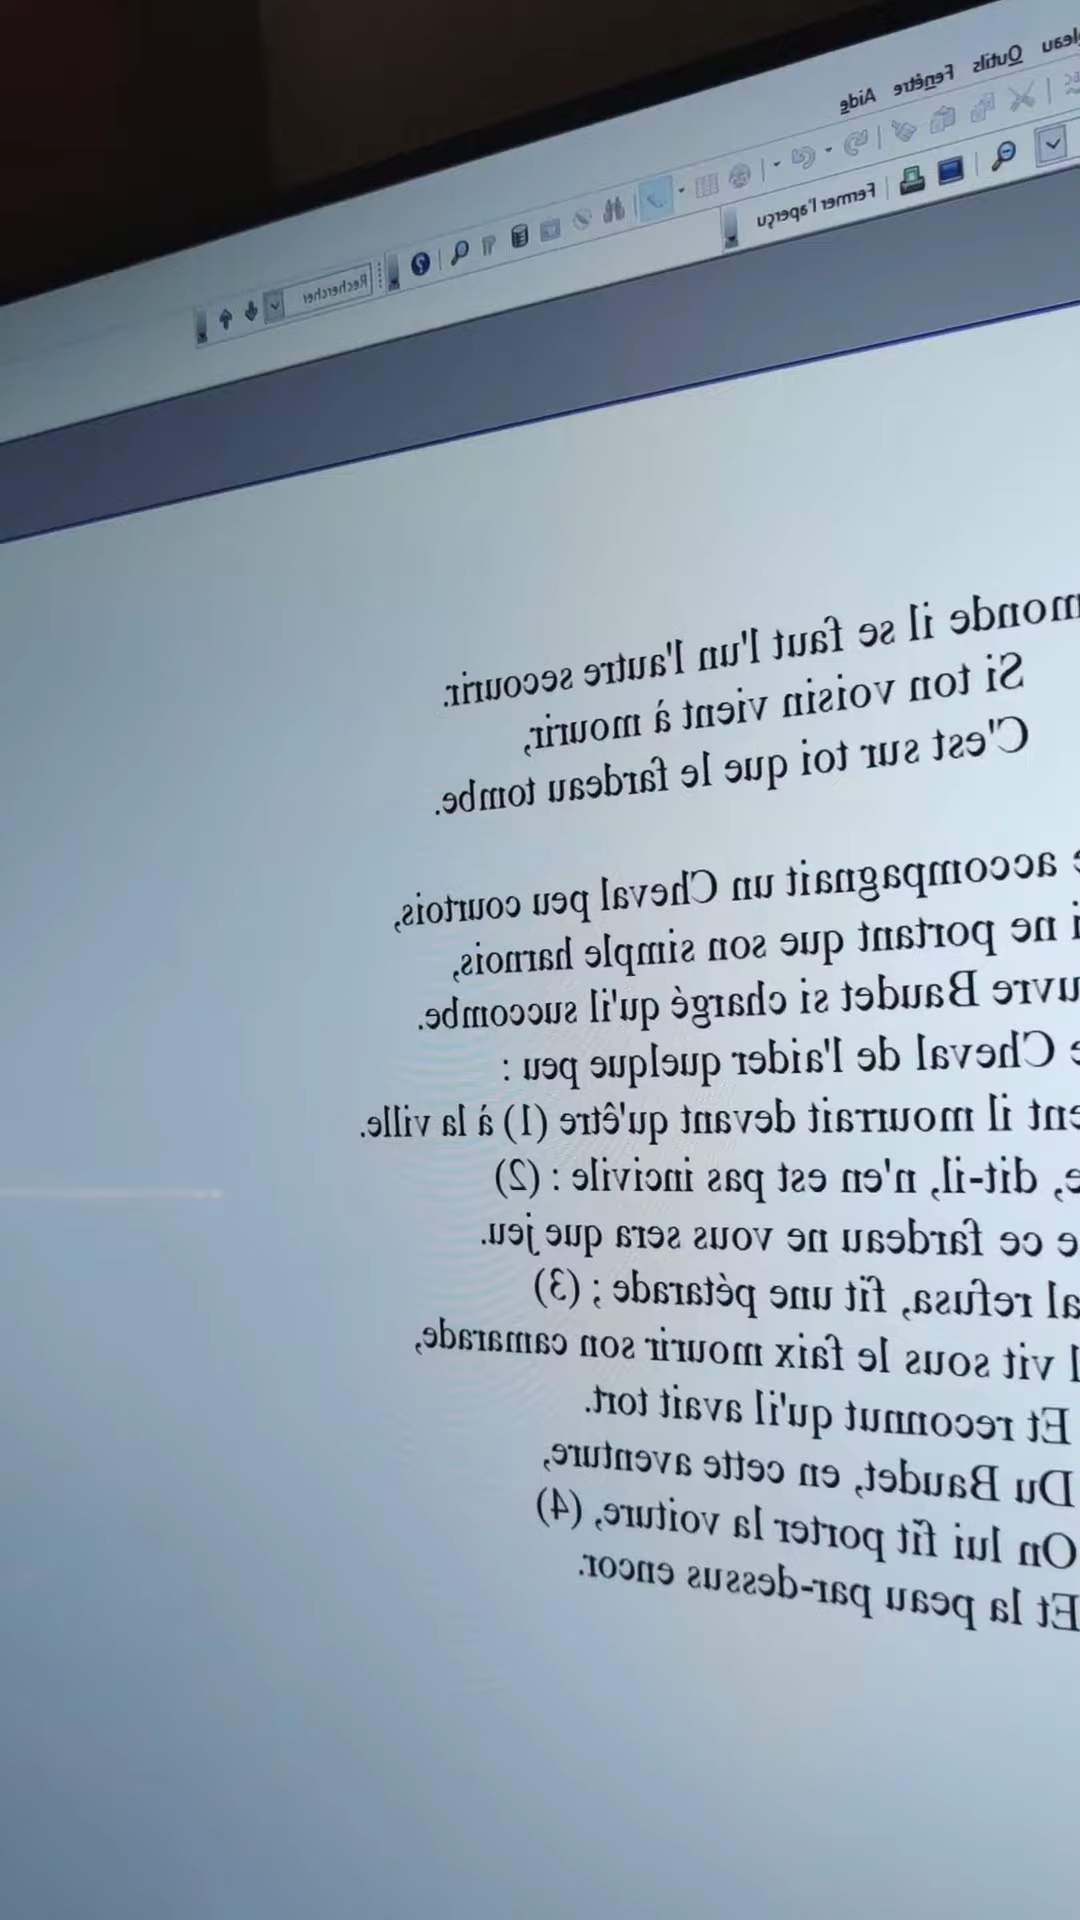 Outils Fenêtre Aide
Fermer l'aperçu
Rechercher
monde il se faut l'un l'autre secourir.
Si ton voisin vient á mourir,
C'est sur toi que le fardeau tombe.
accompagnait un Cheval peu courtois,
ne portant que son simple harnois,
Baudet si chargé qu'il succombe.
Cheval de l'aider quelque peu :
il mourrait devant qu'être (1) á la ville.
dit-il, n'en est pas incivile : (2)
ce fardeau ne vous sera que jeu.
refusa, fit une pétarade ; (3)
vit sous le faix mourir son camarade,
Et reconnut qu'il avait tort.
Du Baudet, en cette aventure,
On lui fit porter la voiture, (4)
Et la peau par-dessus encor.